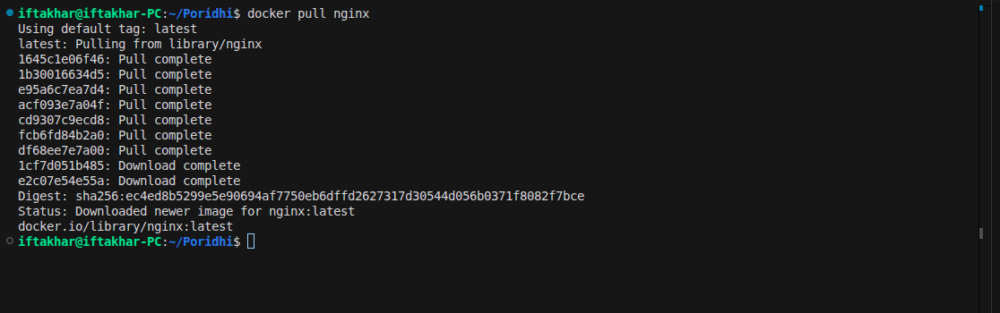 iftakhar@iftakhar-PC:~/Poridhi$ docker pull nginx
Using default tag: latest
latest: Pulling from library/nginx
1645c1e06f46: Pull complete
1b30016634d5: Pull complete
e95a6c7ea7d4: Pull complete
acf093e7a04f: Pull complete
cd9307c9ecd8: Pull complete
fcb6fd84b2a0: Pull complete
df68ee7e7a00: Pull complete
1cf7d051b485: Download complete
e2c07e54e55a: Download complete
Digest: sha256:ec4ed8b5299e5e90694af7750eb6dffd2627317d30544d056b0371f8082f7bce
Status: Downloaded newer image for nginx:latest
docker.io/library/nginx:latest
iftakhar@iftakhar-PC:~/Poridhi$